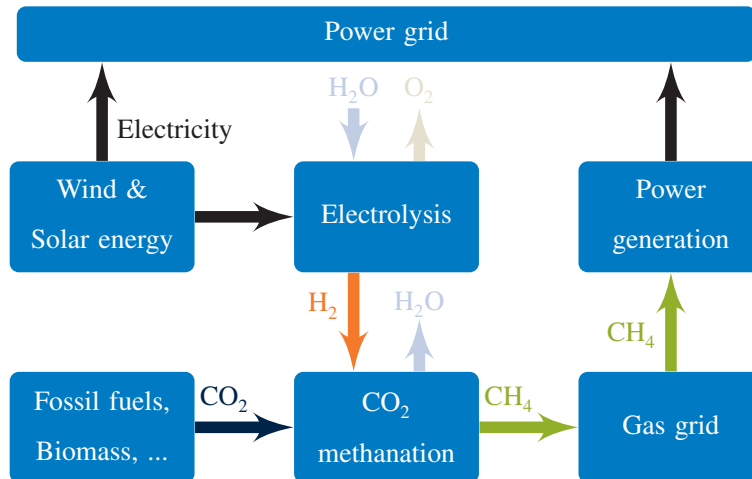 Power grid
H₂O
O₂
Electricity
Wind &
Solar energy
Electrolysis
Power
generation
H₂
H₂O
CH₄
Fossil fuels,
Biomass, ...
CO₂
CO₂
methanation
CH₄
Gas grid